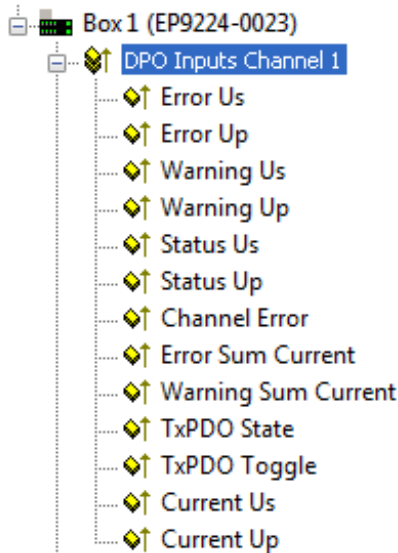 Box 1 (EP9224-0023)
DPO Inputs Channel 1
Error Us
Error Up
Warning Us
Warning Up
Status Us
Status Up
Channel Error
Error Sum Current
Warning Sum Current
TxPDO State
TxPDO Toggle
Current Us
Current Up